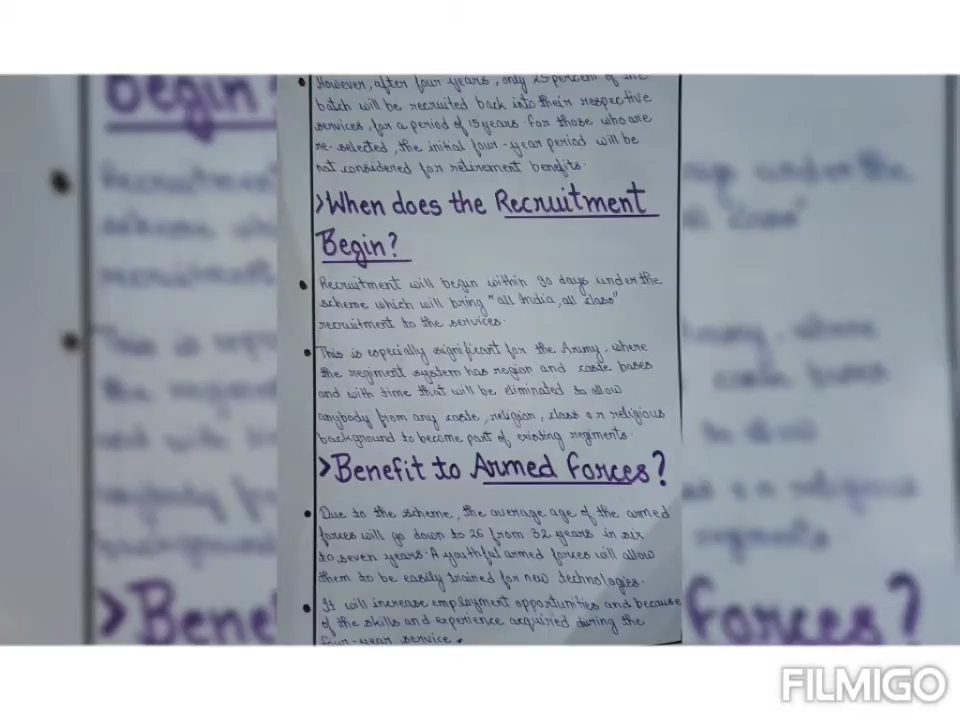 However, after four years, only 25 percent of the
batch will be recruited back into their respective
services, for a period of 15 years. For those who are
re-selected, the initial four-year period will be
not considered for retirement benefits.
>When does the Recruitment
Begin?
Recruitment will begin within 90 days under the
scheme which will bring "all India, all class"
recruitment to the services.
This is especially significant for the Army, where
the regiment system has region and caste bases
and with time that will be eliminated to allow
anybody from any caste, religion, class or religious
background to become part of existing regiments.
>Benefit to Armed Forces?
Due to the scheme, the average age of the armed
forces will go down to 26 from 32 years in six
to seven years. A youthful armed forces will allow
them to be easily trained for new technologies.
It will increase employment opportunities and because
of the skills and experience acquired during the
four-year service.
FILMIGO